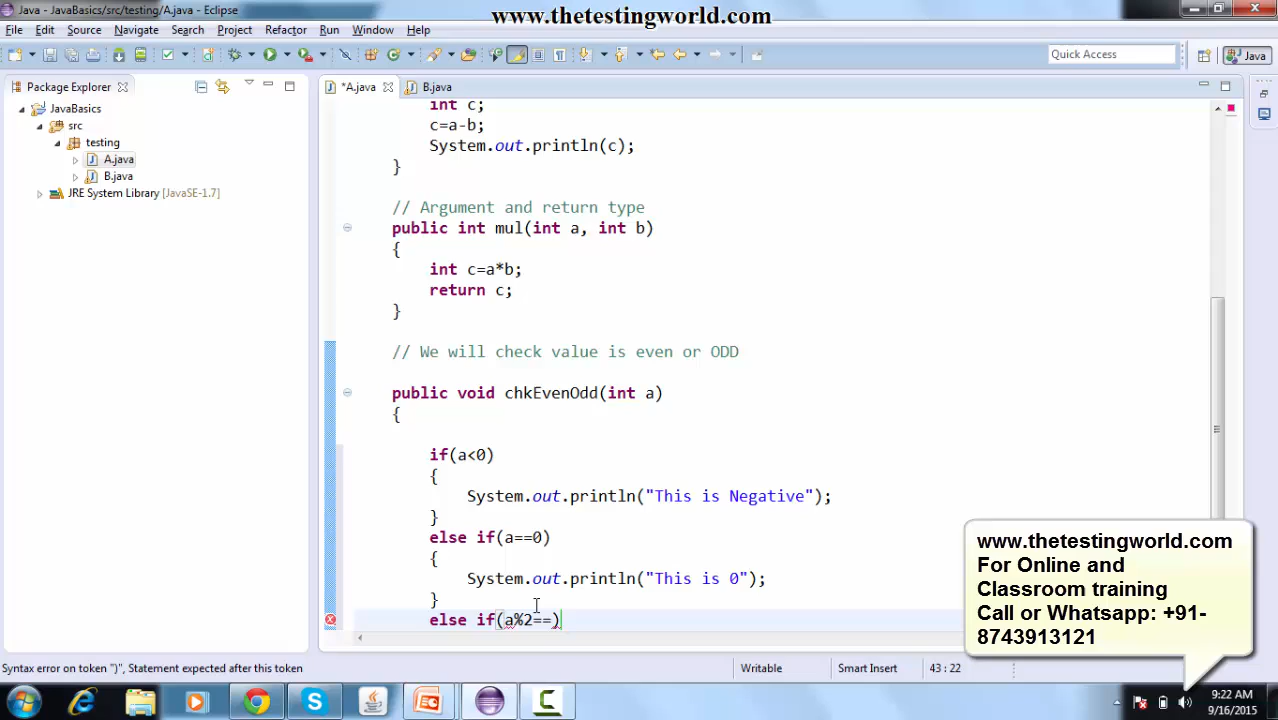 Java - JavaBasics/src/testing/A.java - Eclipse
www.thetestingworld.com
File Edit Source Refactor Navigate Search Project Refactor Run Window Help
Quick Access
Java
Package Explorer
*A.java
B.java
JavaBasics
src
testing
A.java
B.java
JRE System Library [JavaSE-1.7]
int c;
c=a-b;
System.out.println(c);
}
// Argument and return type
public int mul(int a, int b)
{
int c=a*b;
return c;
}
// We will check value is even or ODD
public void chkEvenOdd(int a)
{
if(a<0)
{
System.out.println("This is Negative");
}
else if(a==0)
{
System.out.println("This is 0");
}
else if(a%2==)
www.thetestingworld.com
For Online and
Classroom training
Call or Whatsapp: +91-
8743913121
Syntax error on token ")", Statement expected after this token
Writable
Smart Insert
43 : 22
9:22 AM
9/16/2015